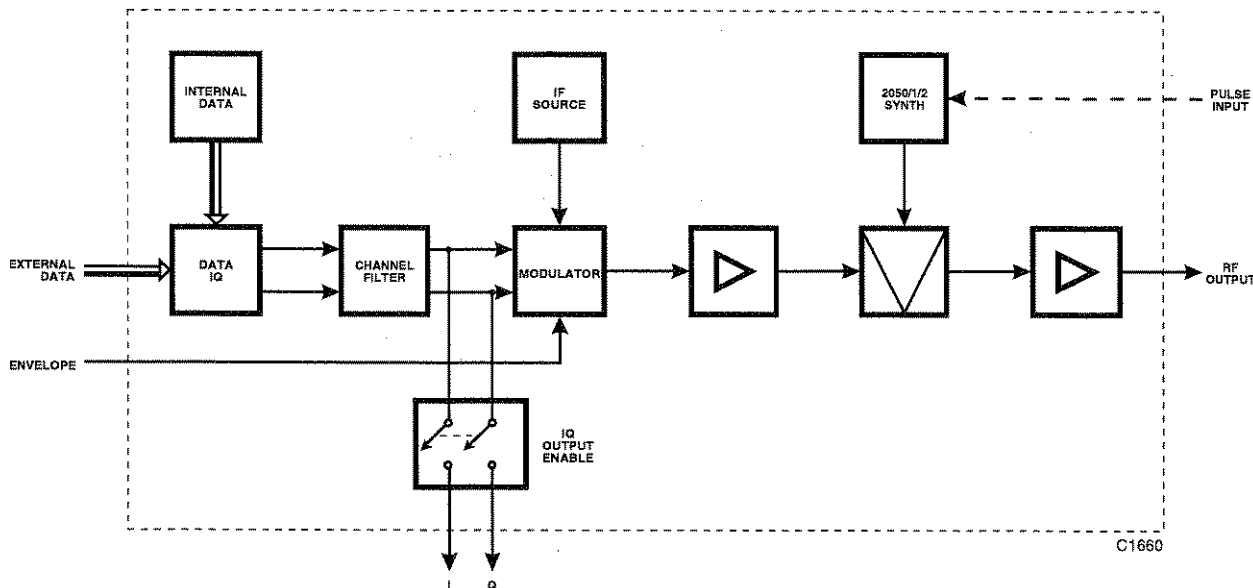 INTERNAL
DATA
IF
SOURCE
2050/1/2
SYNTH
PULSE
INPUT
EXTERNAL
DATA
DATA
IQ
CHANNEL
FILTER
MODULATOR
RF
OUTPUT
ENVELOPE
IQ
OUTPUT
ENABLE
C1660
I
Q